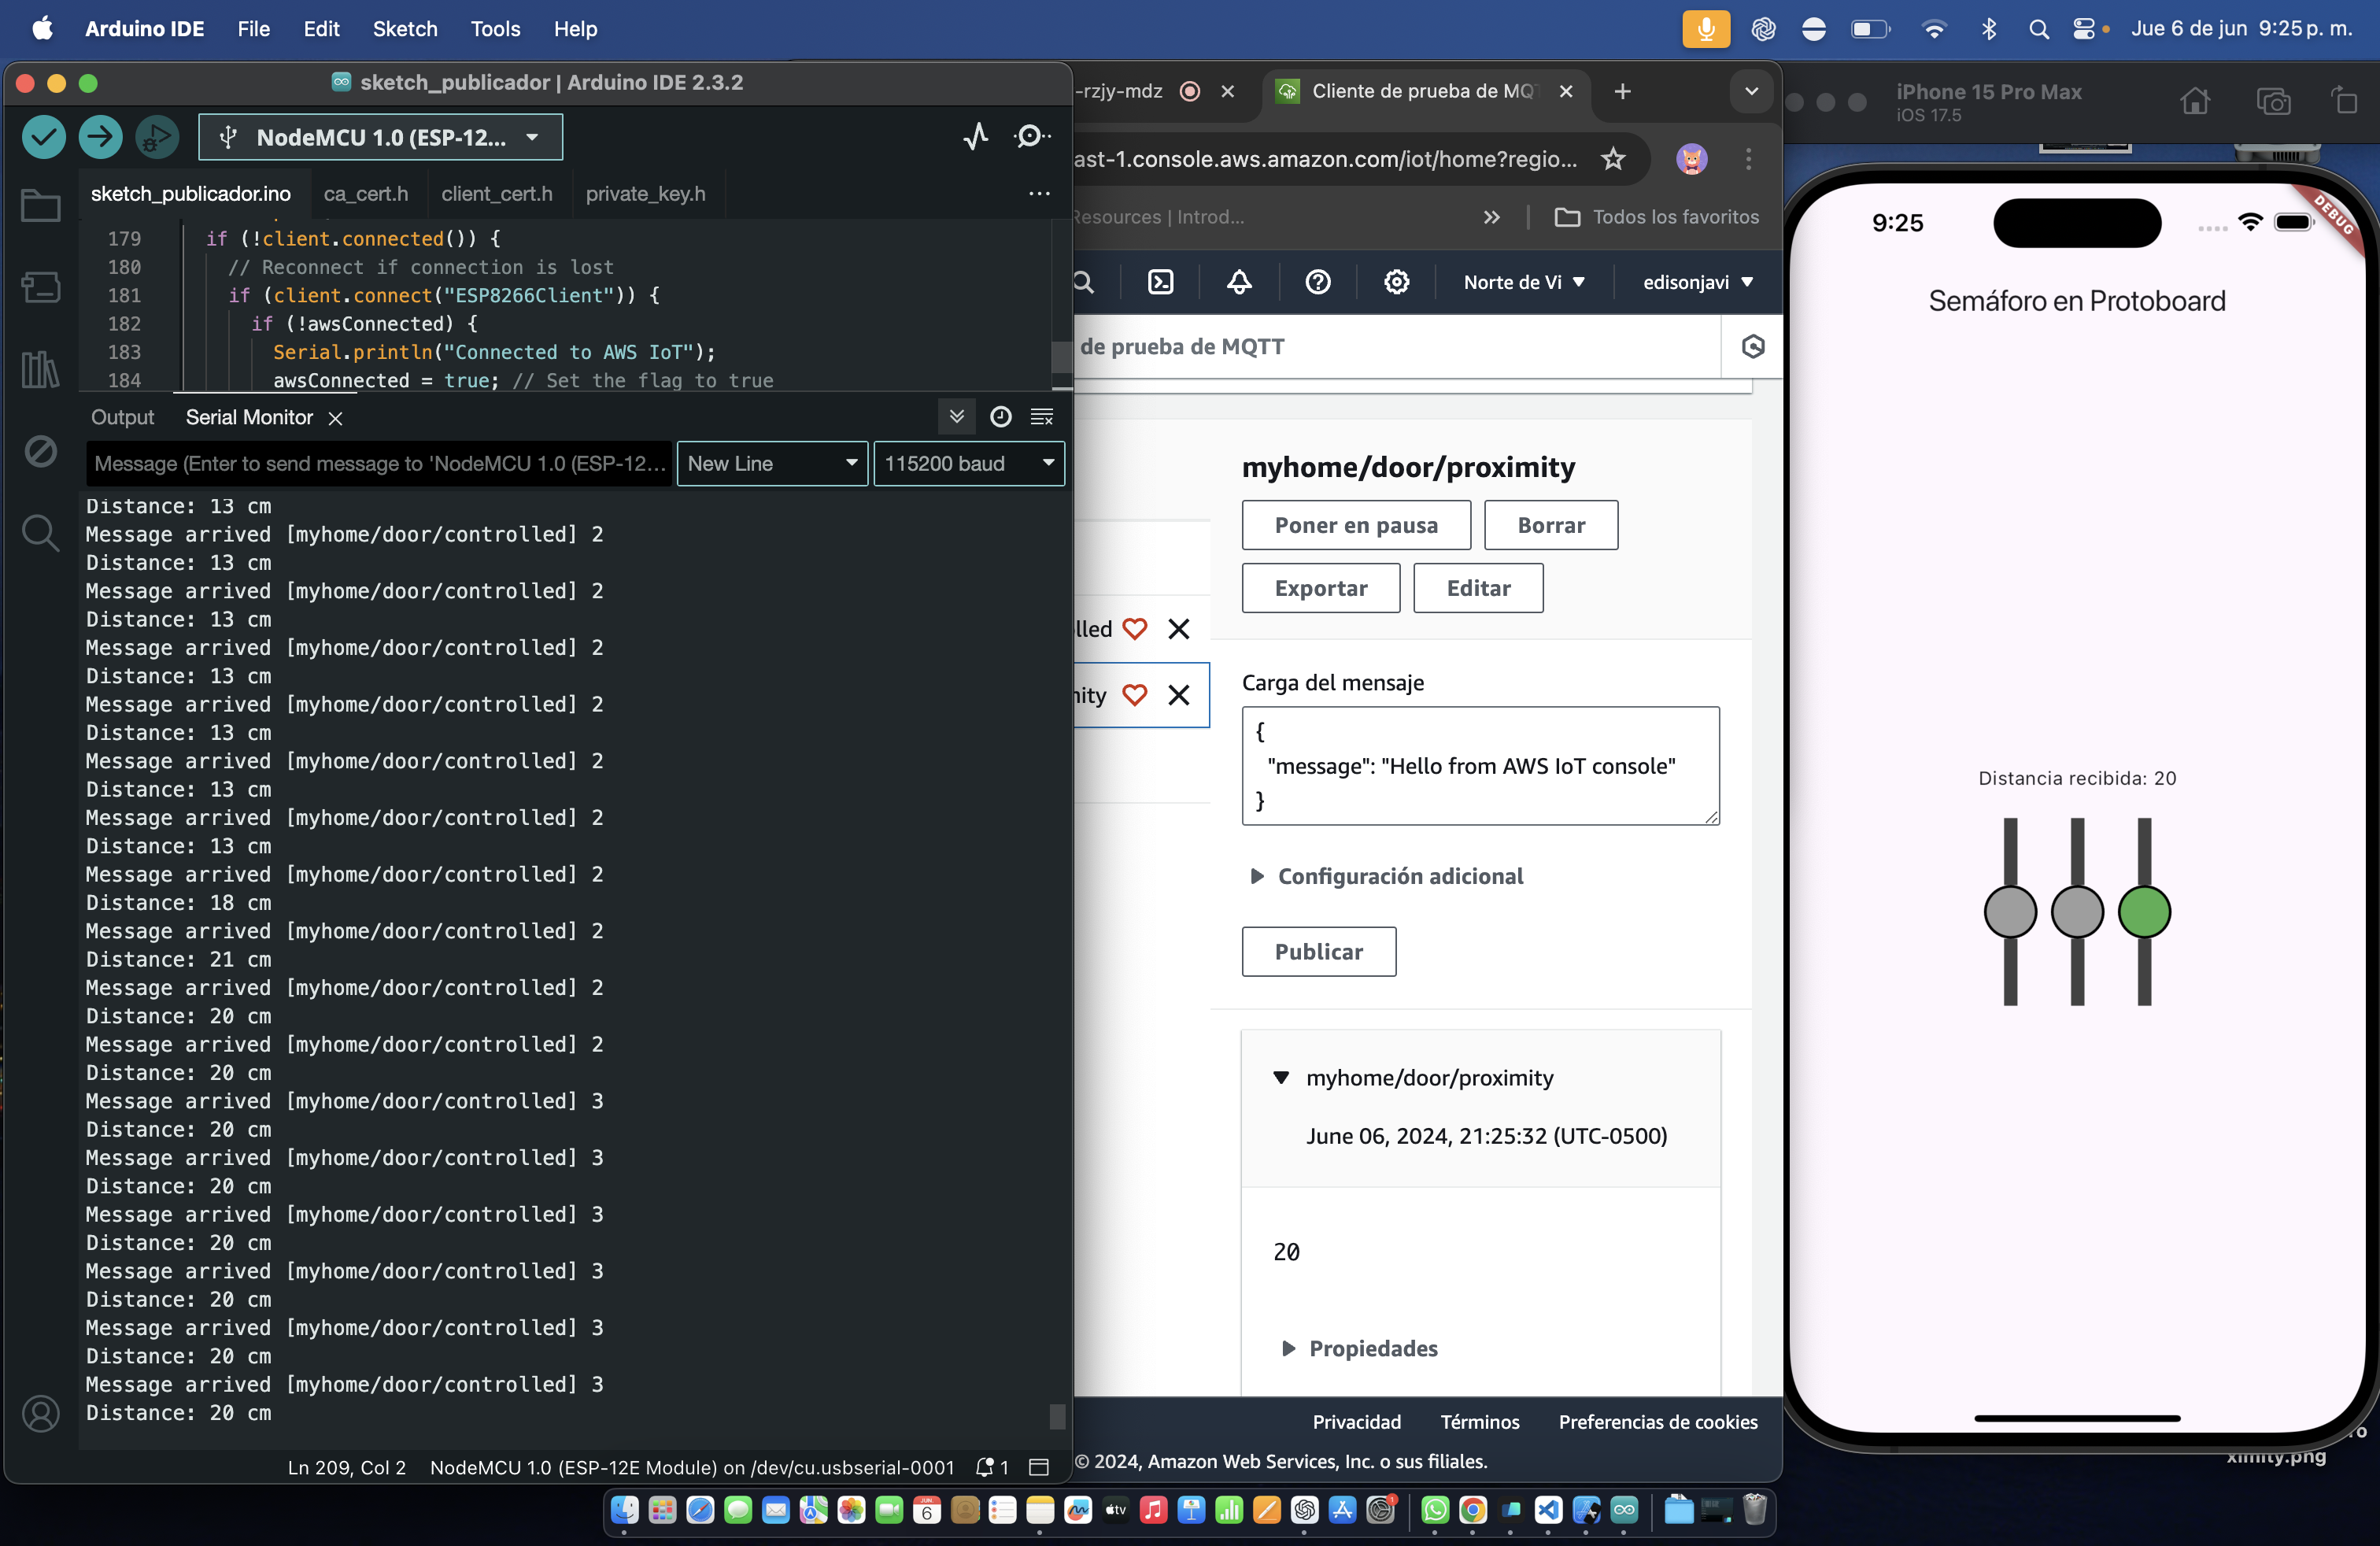 Arduino IDE File Edit Sketch Tools Help
Jue 6 de jun 9:25 p. m.
sketch_publicador | Arduino IDE 2.3.2
NodeMCU 1.0 (ESP-12...
sketch_publicador.ino ca_cert.h client_cert.h private_key.h ...
179 if (!client.connected()) {
180 // Reconnect if connection is lost
181 if (client.connect("ESP8266Client")) {
182 if (!awsConnected) {
183 Serial.println("Connected to AWS IoT");
184 awsConnected = true; // Set the flag to true
Output Serial Monitor
Message (Enter to send message to 'NodeMCU 1.0 (ESP-12... New Line 115200 baud
Distance: 13 cm
Message arrived [myhome/door/controlled] 2
Distance: 13 cm
Message arrived [myhome/door/controlled] 2
Distance: 13 cm
Message arrived [myhome/door/controlled] 2
Distance: 13 cm
Message arrived [myhome/door/controlled] 2
Distance: 13 cm
Message arrived [myhome/door/controlled] 2
Distance: 13 cm
Message arrived [myhome/door/controlled] 2
Distance: 13 cm
Message arrived [myhome/door/controlled] 2
Distance: 18 cm
Message arrived [myhome/door/controlled] 2
Distance: 21 cm
Message arrived [myhome/door/controlled] 2
Distance: 20 cm
Message arrived [myhome/door/controlled] 2
Distance: 20 cm
Message arrived [myhome/door/controlled] 3
Distance: 20 cm
Message arrived [myhome/door/controlled] 3
Distance: 20 cm
Message arrived [myhome/door/controlled] 3
Distance: 20 cm
Message arrived [myhome/door/controlled] 3
Distance: 20 cm
Message arrived [myhome/door/controlled] 3
Distance: 20 cm
Message arrived [myhome/door/controlled] 3
Distance: 20 cm
Ln 209, Col 2 NodeMCU 1.0 (ESP-12E Module) on /dev/cu.usbserial-0001 1
-rzjy-mdz Cliente de prueba de MQT
ast-1.console.aws.amazon.com/iot/home?regio...
Resources | Introd... Todos los favoritos
Norte de Vi edisonjavi
de prueba de MQTT
lled
nity
myhome/door/proximity
Poner en pausa Borrar
Exportar Editar
Carga del mensaje
{
"message": "Hello from AWS IoT console"
}
Configuración adicional
Publicar
myhome/door/proximity
June 06, 2024, 21:25:32 (UTC-0500)
20
Propiedades
Privacidad Términos Preferencias de cookies
© 2024, Amazon Web Services, Inc. o sus filiales.
iPhone 15 Pro Max
iOS 17.5
9:25
DEBUG
Semáforo en Protoboard
Distancia recibida: 20
ro
ximity.png
JUN
6
tv
1